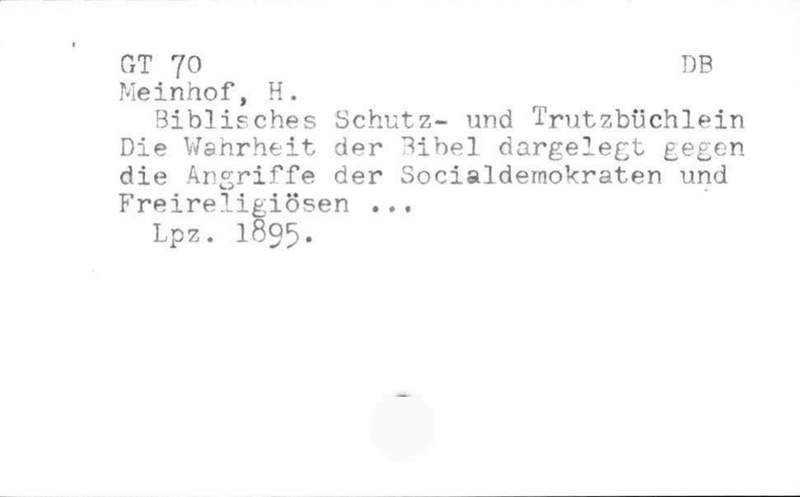 GT 70 DB
Meinhof, H.
Biblisches Schutz- und Trutzbüchlein
Die Wahrheit der Bibel dargelegt gegen
die Angriffe der Socialdemokraten und
Freireligiösen ...
Lpz. 1895.